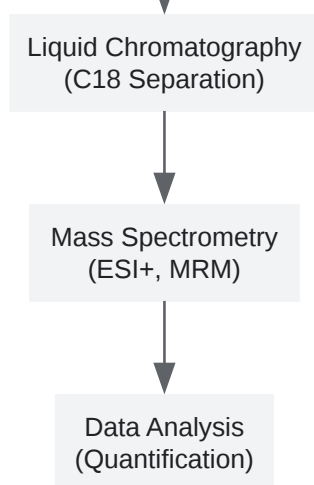 Liquid Chromatography
(C18 Separation)
Mass Spectrometry
(ESI+, MRM)
Data Analysis
(Quantification)